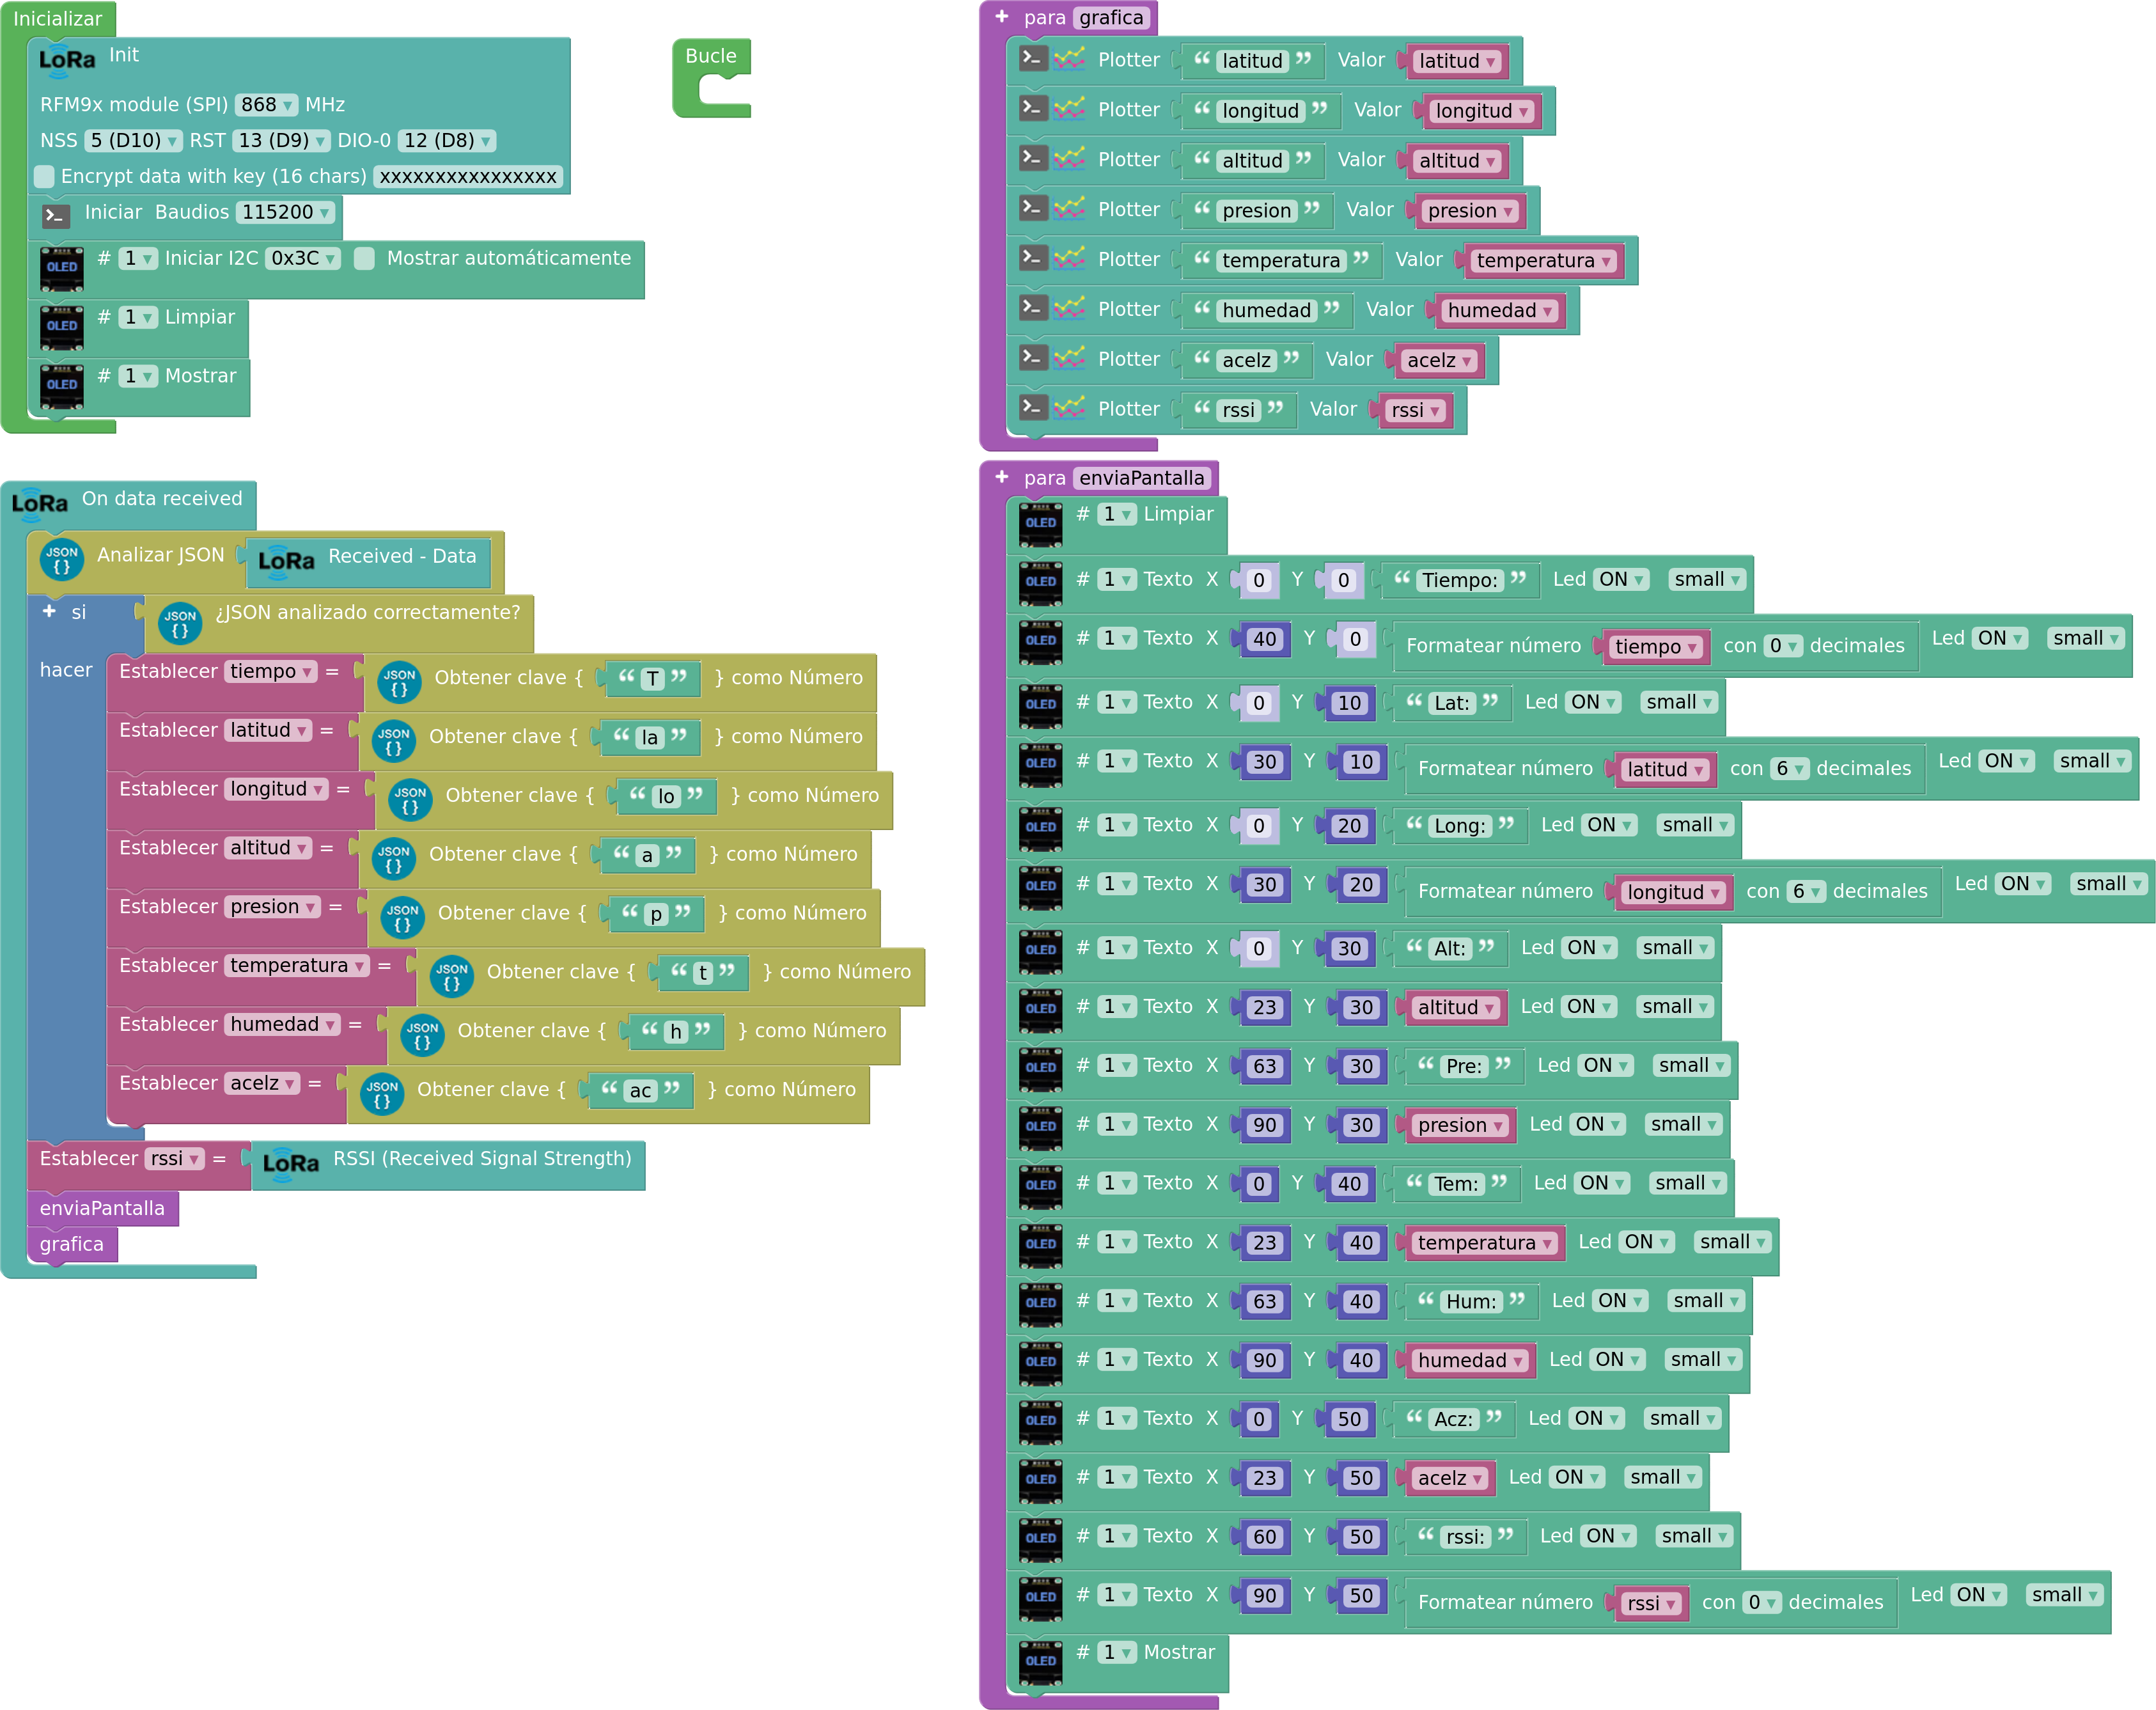 Inicializar
LoRa Init
RFM9x module (SPI) 868 MHz
NSS 5 (D10) RST 13 (D9) DIO-0 12 (D8)
Encrypt data with key (16 chars) xxxxxxxxxxxxxxxx
Iniciar Baudios 115200
OLED # 1 Iniciar I2C 0x3C Mostrar automáticamente
OLED # 1 Limpiar
OLED # 1 Mostrar
Bucle
LoRa On data received
JSON { } Analizar JSON LoRa Received - Data
+ si JSON { } ¿JSON analizado correctamente?
hacer Establecer tiempo = JSON { } Obtener clave { “ T ” } como Número
Establecer latitud = JSON { } Obtener clave { “ la ” } como Número
Establecer longitud = JSON { } Obtener clave { “ lo ” } como Número
Establecer altitud = JSON { } Obtener clave { “ a ” } como Número
Establecer presion = JSON { } Obtener clave { “ p ” } como Número
Establecer temperatura = JSON { } Obtener clave { “ t ” } como Número
Establecer humedad = JSON { } Obtener clave { “ h ” } como Número
Establecer acelz = JSON { } Obtener clave { “ ac ” } como Número
Establecer rssi = LoRa RSSI (Received Signal Strength)
enviaPantalla
grafica
+ para grafica
Plotter “ latitud ” Valor latitud
Plotter “ longitud ” Valor longitud
Plotter “ altitud ” Valor altitud
Plotter “ presion ” Valor presion
Plotter “ temperatura ” Valor temperatura
Plotter “ humedad ” Valor humedad
Plotter “ acelz ” Valor acelz
Plotter “ rssi ” Valor rssi
+ para enviaPantalla
OLED # 1 Limpiar
OLED # 1 Texto X 0 Y 0 “ Tiempo: ” Led ON small
OLED # 1 Texto X 40 Y 0 Formatear número tiempo con 0 decimales Led ON small
OLED # 1 Texto X 0 Y 10 “ Lat: ” Led ON small
OLED # 1 Texto X 30 Y 10 Formatear número latitud con 6 decimales Led ON small
OLED # 1 Texto X 0 Y 20 “ Long: ” Led ON small
OLED # 1 Texto X 30 Y 20 Formatear número longitud con 6 decimales Led ON small
OLED # 1 Texto X 0 Y 30 “ Alt: ” Led ON small
OLED # 1 Texto X 23 Y 30 altitud Led ON small
OLED # 1 Texto X 63 Y 30 “ Pre: ” Led ON small
OLED # 1 Texto X 90 Y 30 presion Led ON small
OLED # 1 Texto X 0 Y 40 “ Tem: ” Led ON small
OLED # 1 Texto X 23 Y 40 temperatura Led ON small
OLED # 1 Texto X 63 Y 40 “ Hum: ” Led ON small
OLED # 1 Texto X 90 Y 40 humedad Led ON small
OLED # 1 Texto X 0 Y 50 “ Acz: ” Led ON small
OLED # 1 Texto X 23 Y 50 acelz Led ON small
OLED # 1 Texto X 60 Y 50 “ rssi: ” Led ON small
OLED # 1 Texto X 90 Y 50 Formatear número rssi con 0 decimales Led ON small
OLED # 1 Mostrar